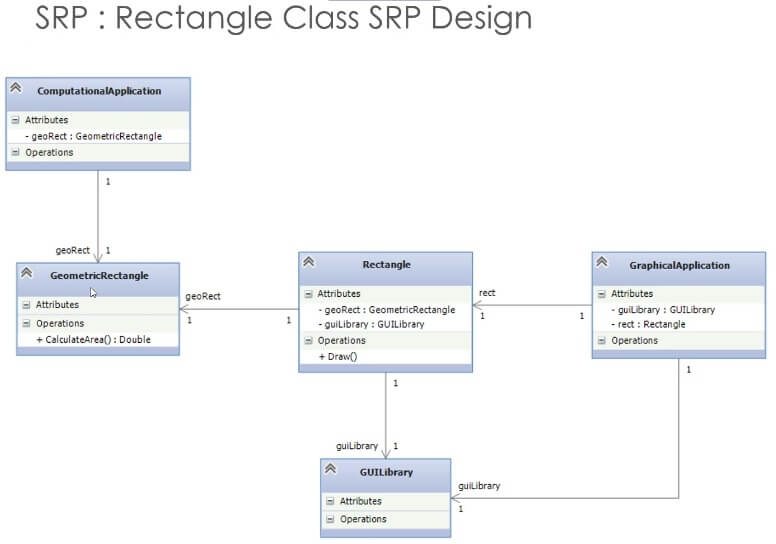 SRP : Rectangle Class SRP Design
ComputationalApplication
Attributes
- geoRect : GeometricRectangle
Operations
1
geoRect
1
GeometricRectangle
Attributes
Operations
+ CalculateArea() : Double
geoRect
1
1
Rectangle
Attributes
- geoRect : GeometricRectangle
- guiLibrary : GUILibrary
Operations
+ Draw()
rect
1
1
GraphicalApplication
Attributes
- guiLibrary : GUILibrary
- rect : Rectangle
Operations
1
1
guiLibrary
1
GUILibrary
Attributes
Operations
guiLibrary
1